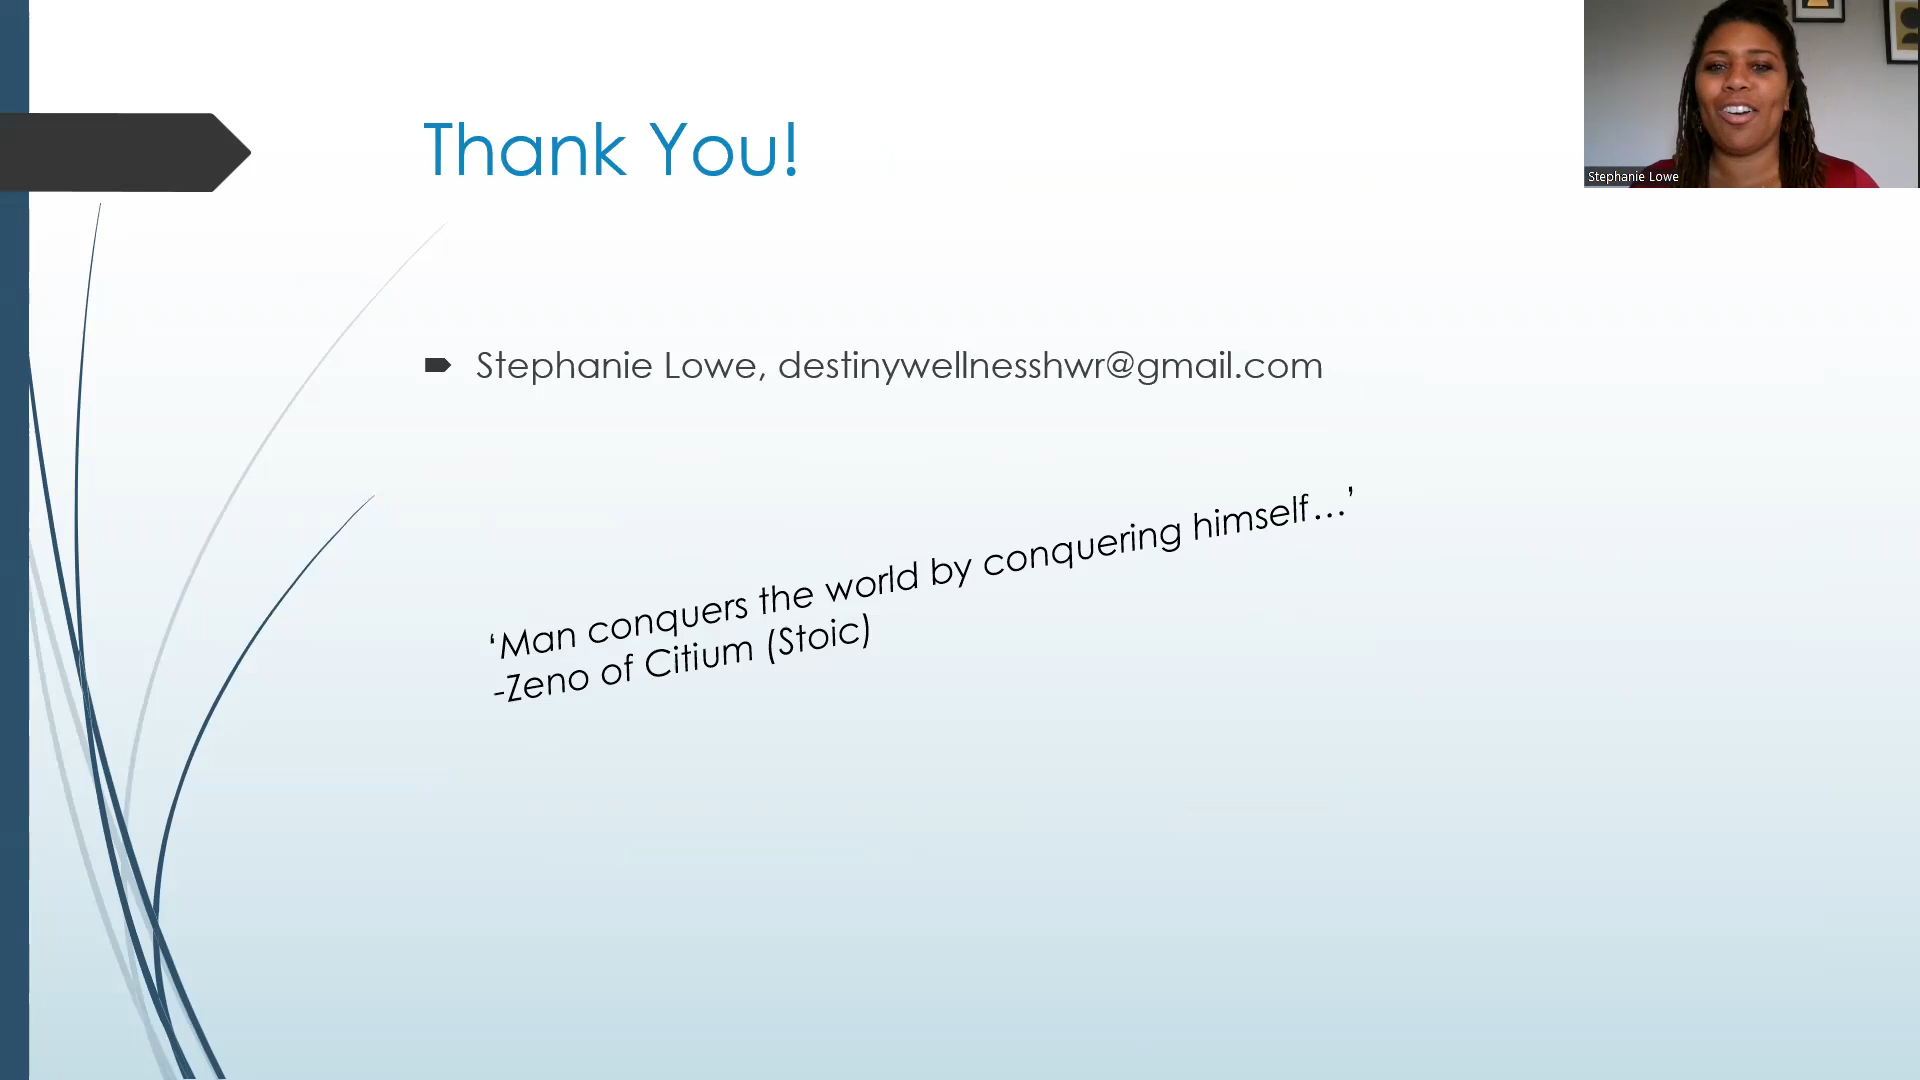 Thank You!
Stephanie Lowe
Stephanie Lowe, destinywellnesshwr@gmail.com
‘Man conquers the world by conquering himself…’
-Zeno of Citium (Stoic)